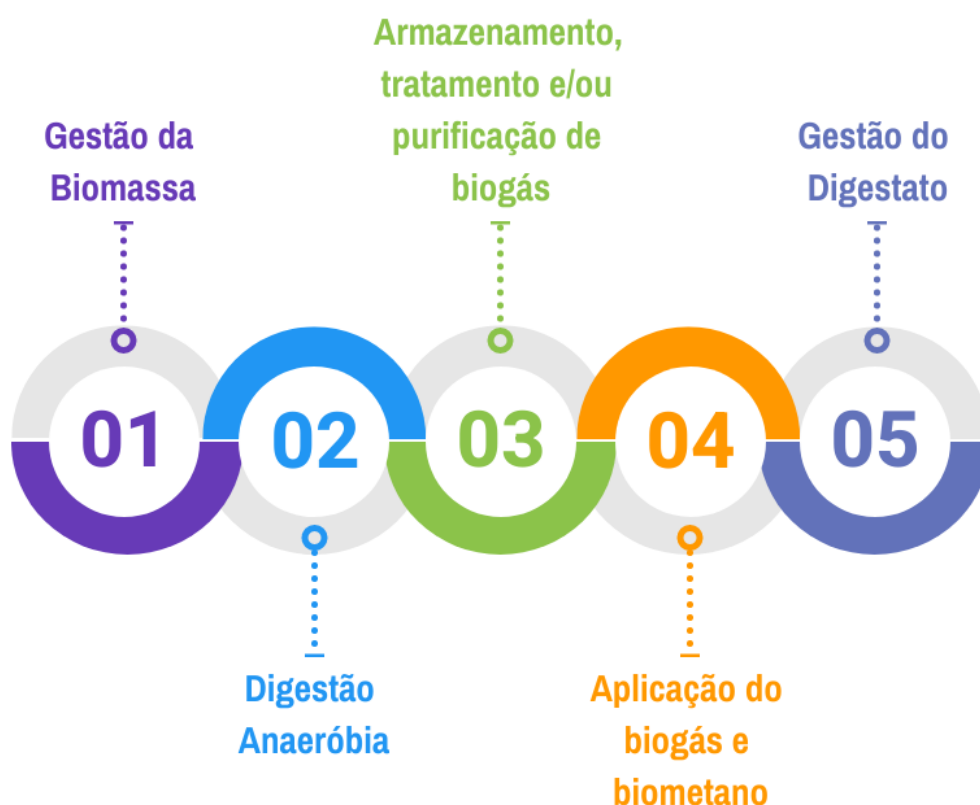 Gestão da
Biomassa
01
Digestão
Anaeróbia
02
Armazenamento,
tratamento e/ou
purificação de
biogás
03
Aplicação do
biogás e
biometano
04
Gestão do
Digestato
05